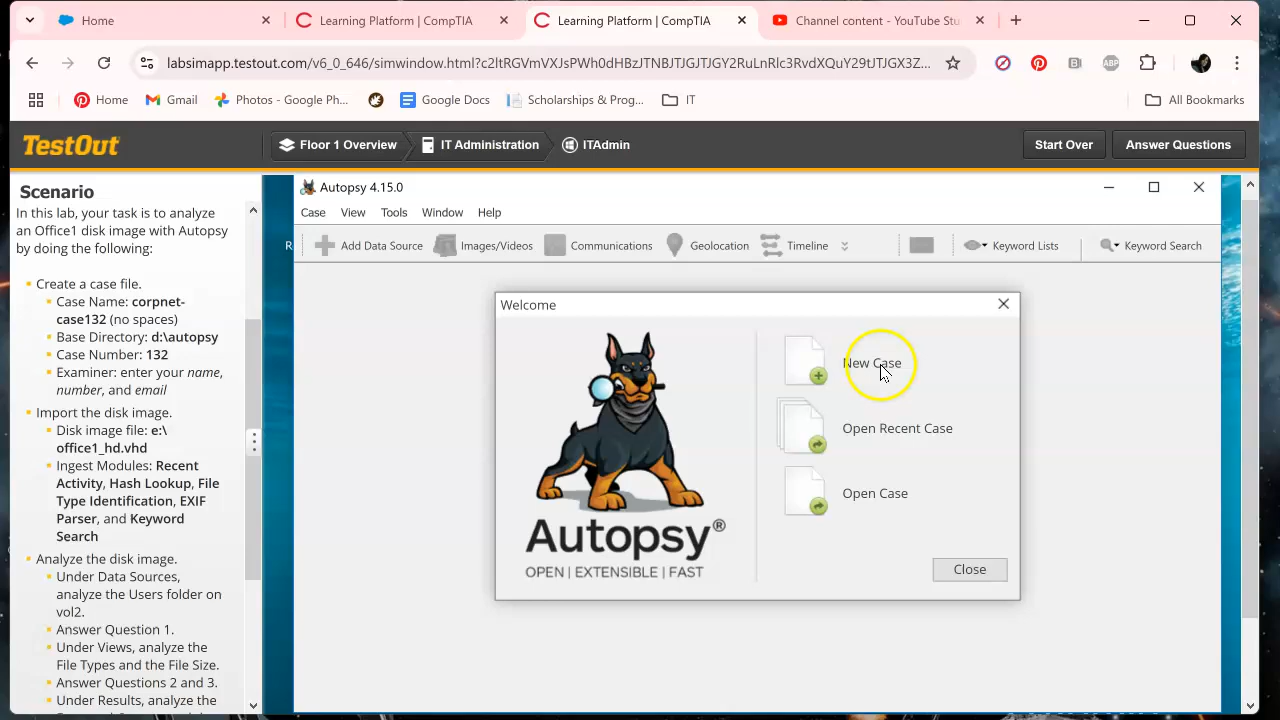 Home
Learning Platform | CompTIA
Learning Platform | CompTIA
Channel content - YouTube Stu
labsimapp.testout.com/v6_0_646/simwindow.html?c2ltRGVmVXJsPWh0dHBzJTNBJTJGJTJGY2RuLnRlc3RvdXQuY29tJTJGX3Z...
ABP
Home
Gmail
Photos - Google Ph...
Google Docs
Scholarships & Prog...
IT
All Bookmarks
TestOut
Floor 1 Overview
IT Administration
ITAdmin
Start Over
Answer Questions
Scenario
In this lab, your task is to analyze
an Office1 disk image with Autopsy
by doing the following:
Create a case file.
Case Name: corpnet-
case132 (no spaces)
Base Directory: d:\autopsy
Case Number: 132
Examiner: enter your name,
number, and email
Import the disk image.
Disk image file: e:\
office1_hd.vhd
Ingest Modules: Recent
Activity, Hash Lookup, File
Type Identification, EXIF
Parser, and Keyword
Search
Analyze the disk image.
Under Data Sources,
analyze the Users folder on
vol2.
Answer Question 1.
Under Views, analyze the
File Types and the File Size.
Answer Questions 2 and 3.
Under Results, analyze the
R
Autopsy 4.15.0
Case View Tools Window Help
Add Data Source Images/Videos Communications Geolocation Timeline Keyword Lists Keyword Search
Welcome
New Case
Open Recent Case
Open Case
Autopsy®
OPEN | EXTENSIBLE | FAST
Close